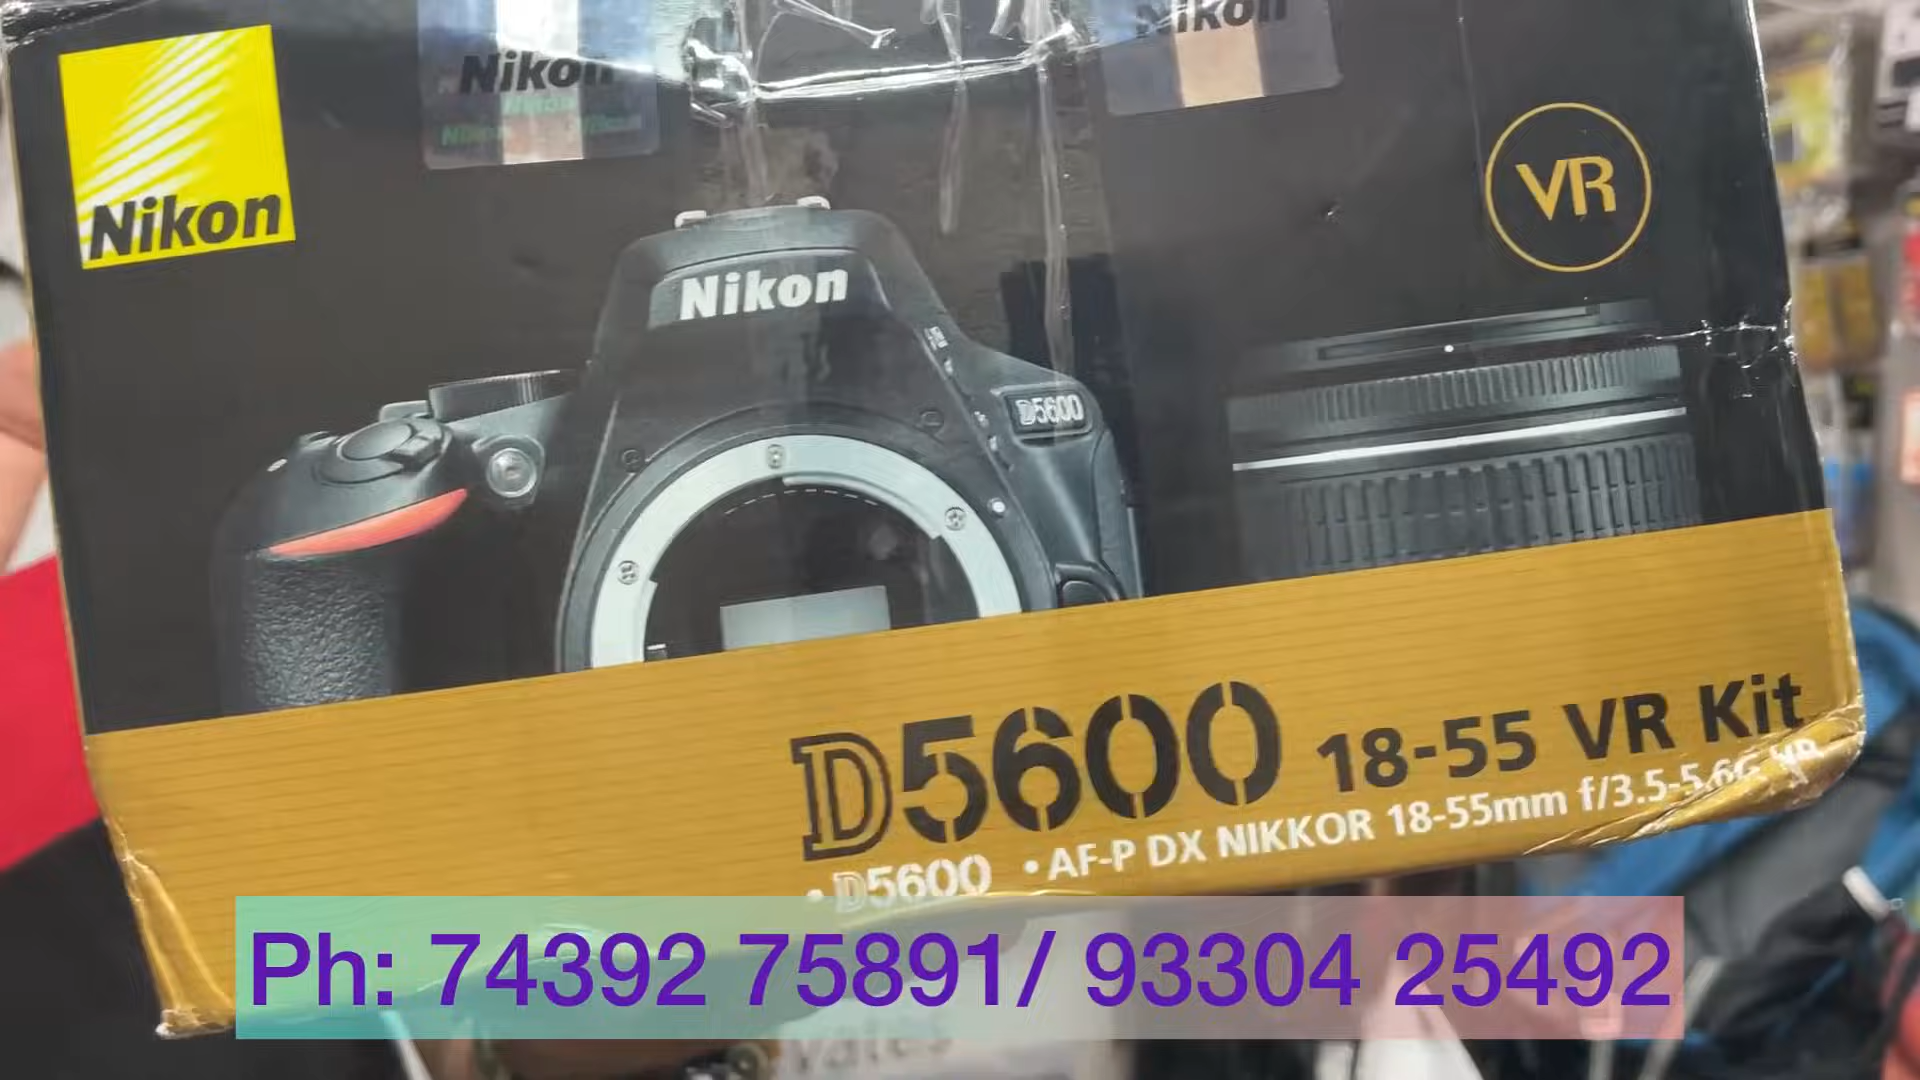 Nikon
Nikon
Nikon
Nikon
VR
Nikon
D5600
D5600 18-55 VR Kit
• D5600 • AF-P DX NIKKOR 18-55mm f/3.5-5.6G VR
Ph: 74392 75891/ 93304 25492